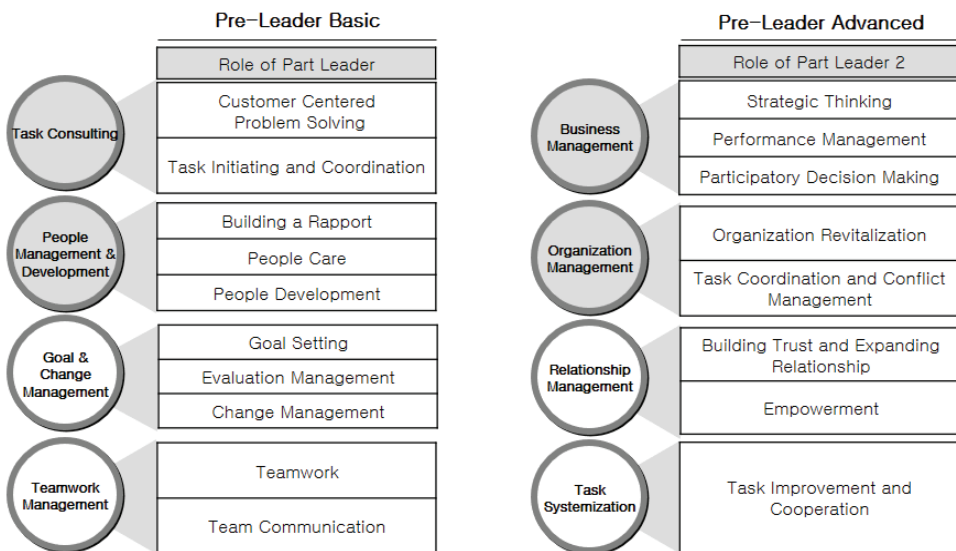 Pre-Leader Basic
Role of Part Leader
Task Consulting
Customer Centered
Problem Solving
Task Initiating and Coordination
People
Management &
Development
Building a Rapport
People Care
People Development
Goal &
Change
Management
Goal Setting
Evaluation Management
Change Management
Teamwork
Management
Teamwork
Team Communication
Pre-Leader Advanced
Role of Part Leader 2
Business
Management
Strategic Thinking
Performance Management
Participatory Decision Making
Organization
Management
Organization Revitalization
Task Coordination and Conflict
Management
Relationship
Management
Building Trust and Expanding
Relationship
Empowerment
Task
Systemization
Task Improvement and
Cooperation